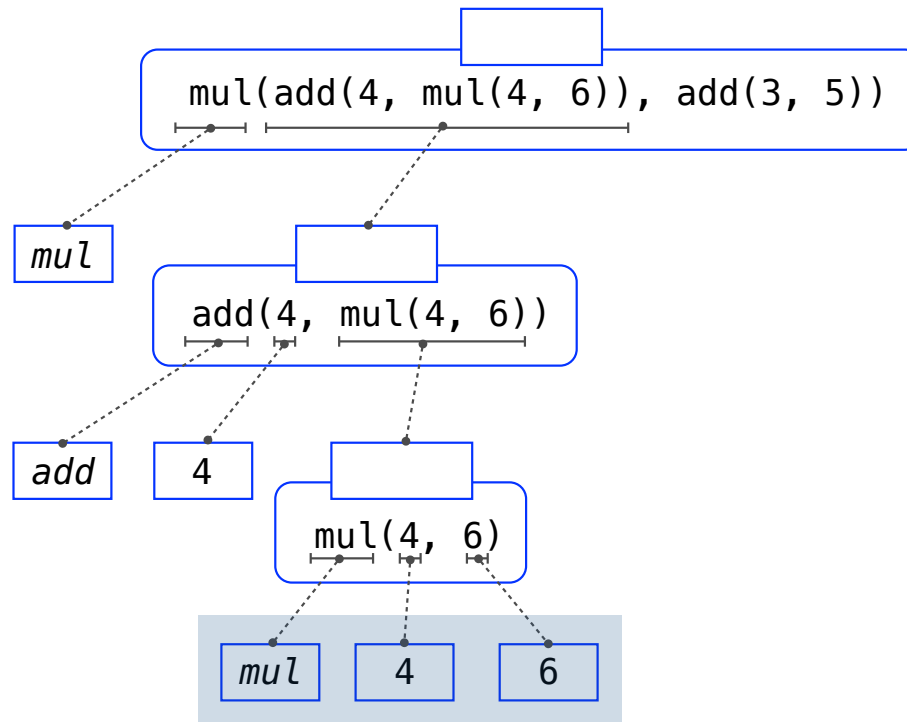 mul(add(4, mul(4, 6)), add(3, 5))
mul
add(4, mul(4, 6))
add 4
mul(4, 6)
mul 4 6